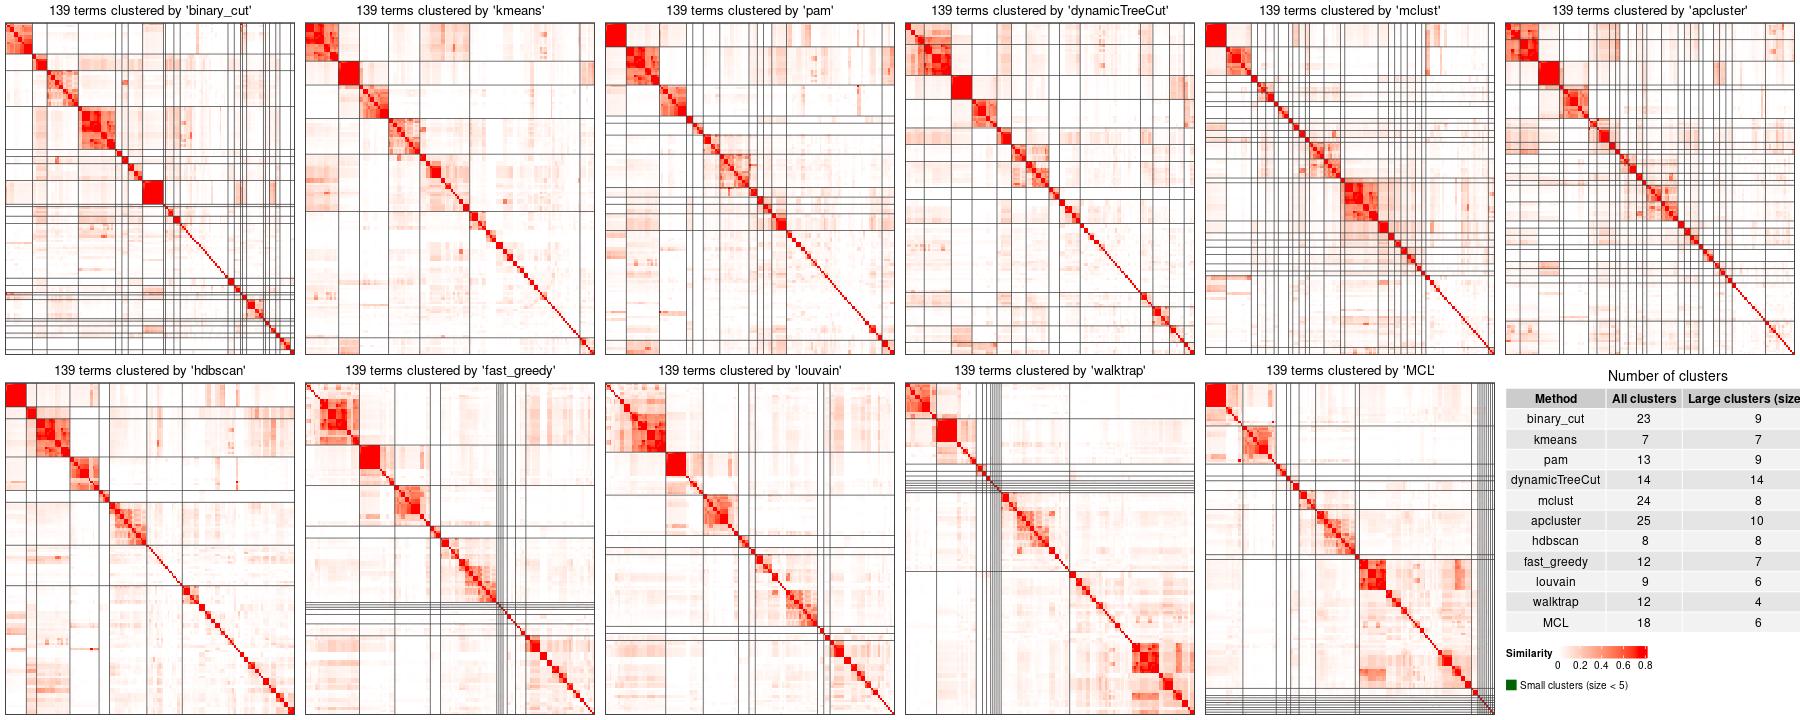 139 terms clustered by 'binary_cut'
139 terms clustered by 'kmeans'
139 terms clustered by 'pam'
139 terms clustered by 'dynamicTreeCut'
139 terms clustered by 'mclust'
139 terms clustered by 'apcluster'
139 terms clustered by 'hdbscan'
139 terms clustered by 'fast_greedy'
139 terms clustered by 'louvain'
139 terms clustered by 'walktrap'
139 terms clustered by 'MCL'
Number of clusters
Method All clusters Large clusters (size
binary_cut 23 9
kmeans 7 7
pam 13 9
dynamicTreeCut 14 14
mclust 24 8
apcluster 25 10
hdbscan 8 8
fast_greedy 12 7
louvain 9 6
walktrap 12 4
MCL 18 6
Similarity
0 0.2 0.4 0.6 0.8
Small clusters (size < 5)